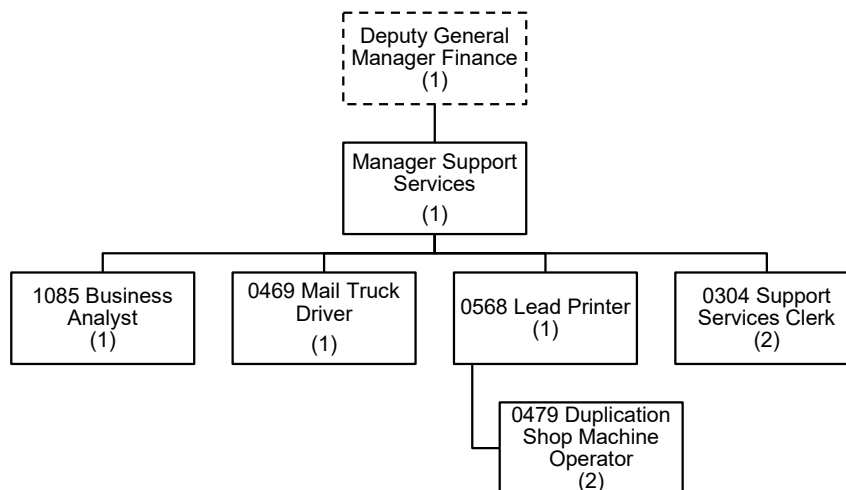 Deputy General
Manager Finance
(1)
Manager Support
Services
(1)
1085 Business
Analyst
(1)
0469 Mail Truck
Driver
(1)
0568 Lead Printer
(1)
0304 Support
Services Clerk
(2)
0479 Duplication
Shop Machine
Operator
(2)